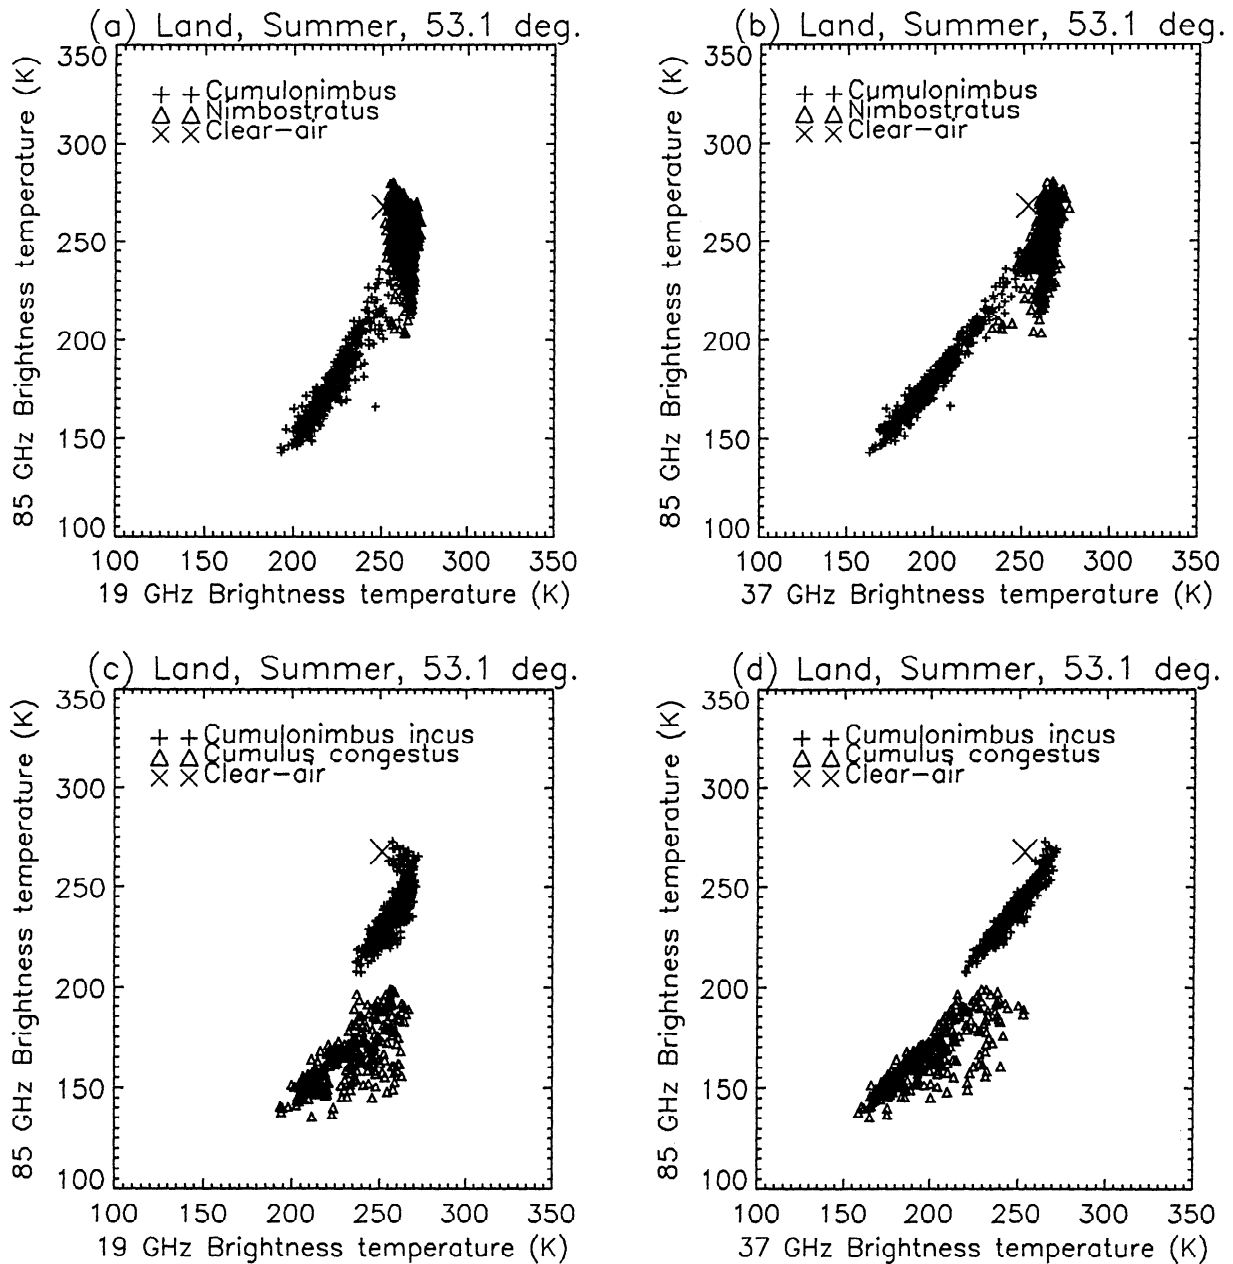 (a) Land, Summer, 53.1 deg.
350
300
250
200
150
100
85 GHz Brightness temperature (K)
Cumulonimbus
Nimbostratus
Clear-air
100 150 200 250 300 350
19 GHz Brightness temperature (K)
(b) Land, Summer, 53.1 deg.
350
300
250
200
150
100
85 GHz Brightness temperature (K)
Cumulonimbus
Nimbostratus
Clear-air
100 150 200 250 300 350
37 GHz Brightness temperature (K)
(c) Land, Summer, 53.1 deg.
350
300
250
200
150
100
85 GHz Brightness temperature (K)
Cumulonimbus incus
Cumulus congestus
Clear-air
100 150 200 250 300 350
19 GHz Brightness temperature (K)
(d) Land, Summer, 53.1 deg.
350
300
250
200
150
100
85 GHz Brightness temperature (K)
Cumulonimbus incus
Cumulus congestus
Clear-air
100 150 200 250 300 350
37 GHz Brightness temperature (K)